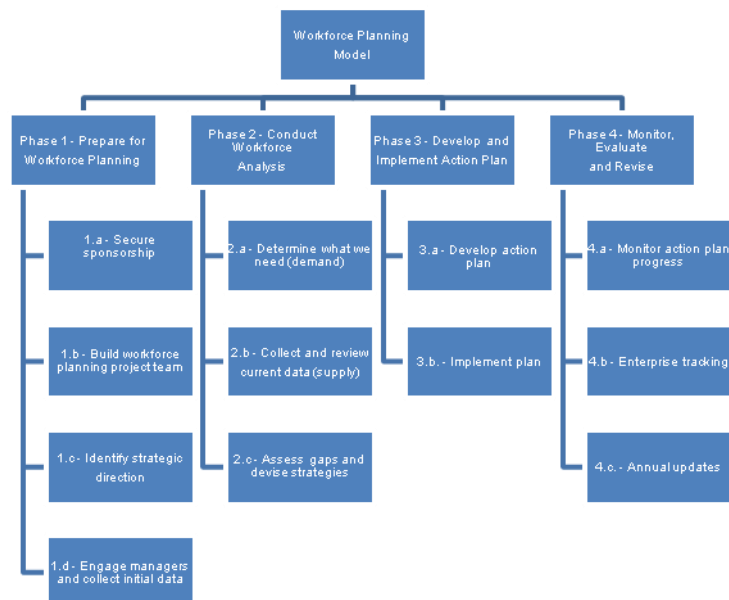 Workforce Planning
Model
Phase 1 - Prepare for
Workforce Planning
Phase 2 - Conduct
Workforce
Analysis
Phase 3 - Develop and
Implement Action Plan
Phase 4 - Monitor,
Evaluate
and Revise
1.a - Secure
sponsorship
1.b - Build workforce
planning project team
1.c - Identify strategic
direction
1.d - Engage managers
and collect initial data
2.a - Determine what we
need (demand)
2.b - Collect and review
current data (supply)
2.c - Assess gaps and
devise strategies
3.a - Develop action
plan
3.b. - Implement plan
4.a - Monitor action plan
progress
4.b - Enterprise tracking
4.c. - Annual updates